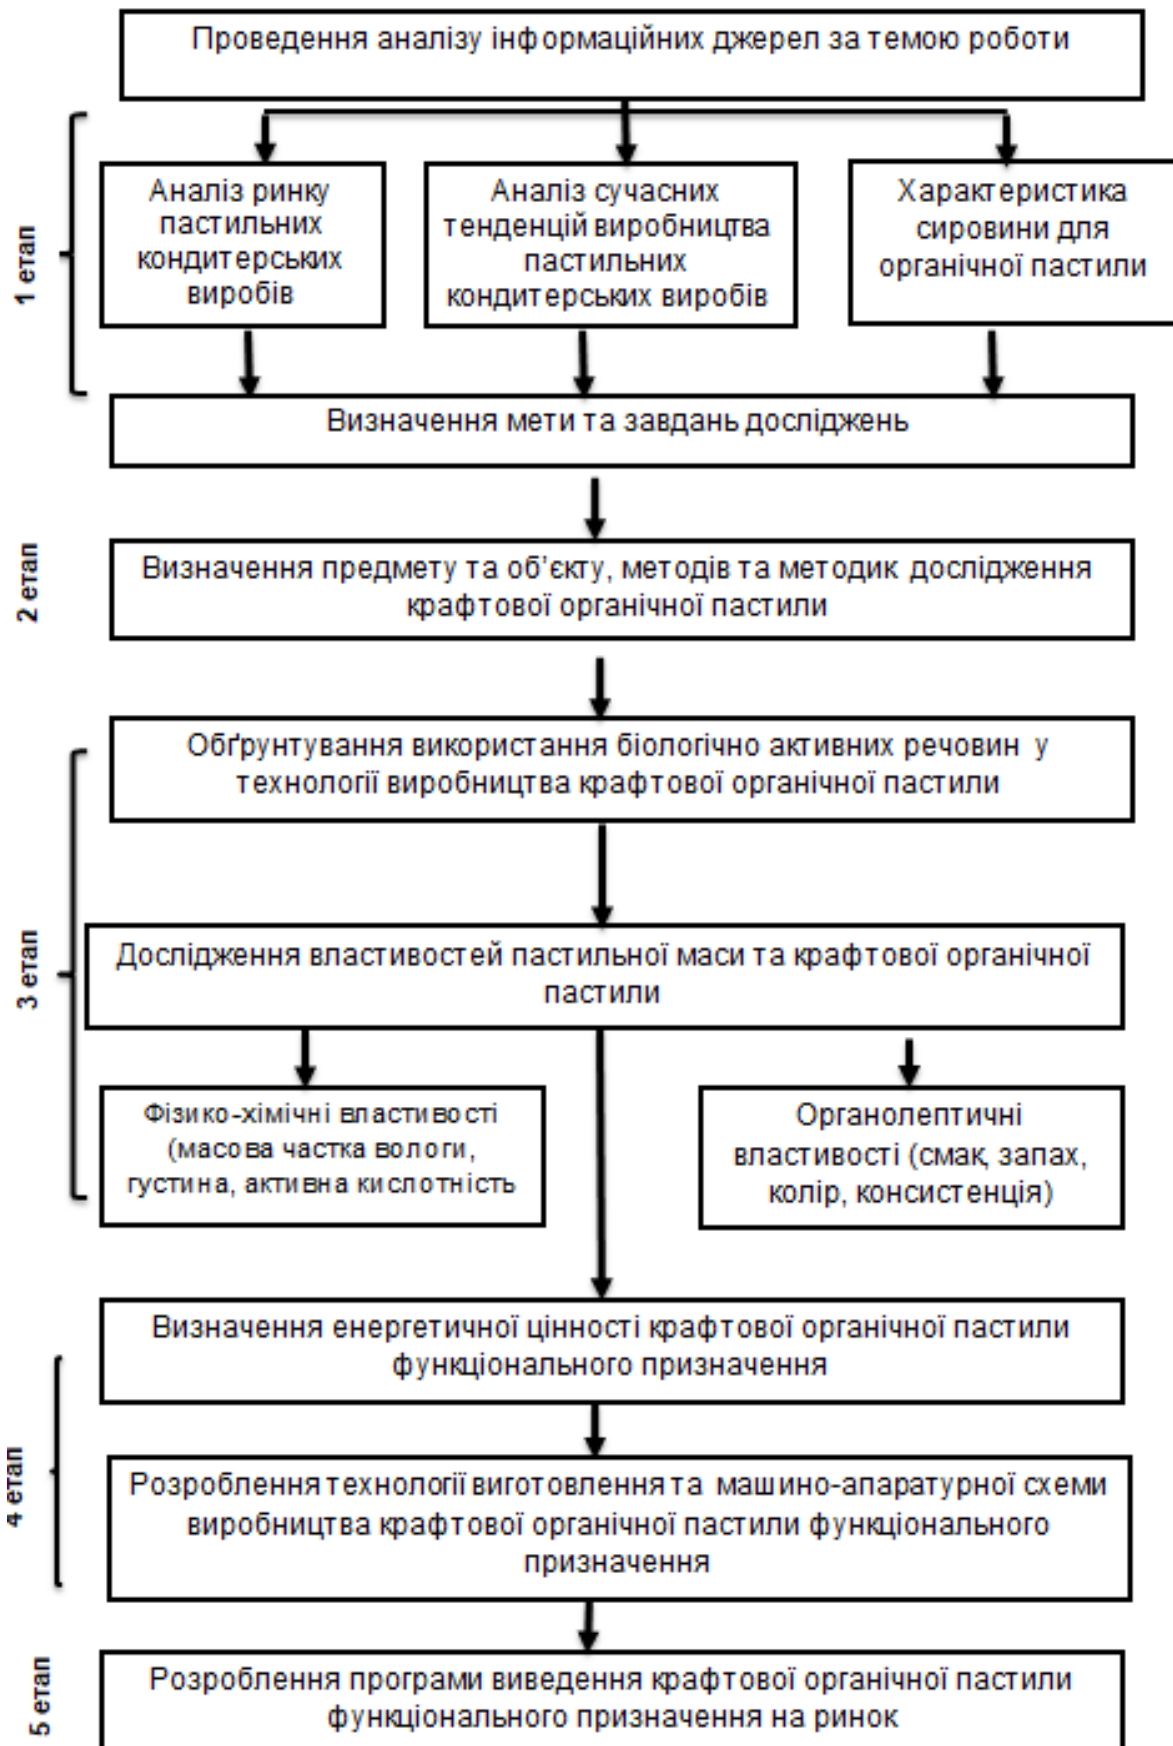 Проведення аналізу інформаційних джерел за темою роботи
1 етап
Аналіз ринку
пастильних
кондитерських
виробів
Аналіз сучасних
тенденцій виробництва
пастильних
кондитерських виробів
Характеристика
сировини для
органічної пастили
Визначення мети та завдань досліджень
2 етап
Визначення предмету та об’єкту, методів та методик дослідження
крафтової органічної пастили
3 етап
Обґрунтування використання біологично активних речовин у
технології виробництва крафтової органічної пастили
Дослідження властивостей пастильної маси та крафтової органічної
пастили
Фізико-хімічні властивості
(масова частка вологи,
густина, активна кислотність
Органолептичні
властивості (смак, запах,
колір, консистенція)
4 етап
Визначення енергетичної цінності крафтової органічної пастили
функціонального призначення
Розроблення технології виготовлення та машино-апаратурної схеми
виробництва крафтової органічної пастили функціонального
призначення
5 етап
Розроблення програми виведення крафтової органічної пастили
функціонального призначення на ринок